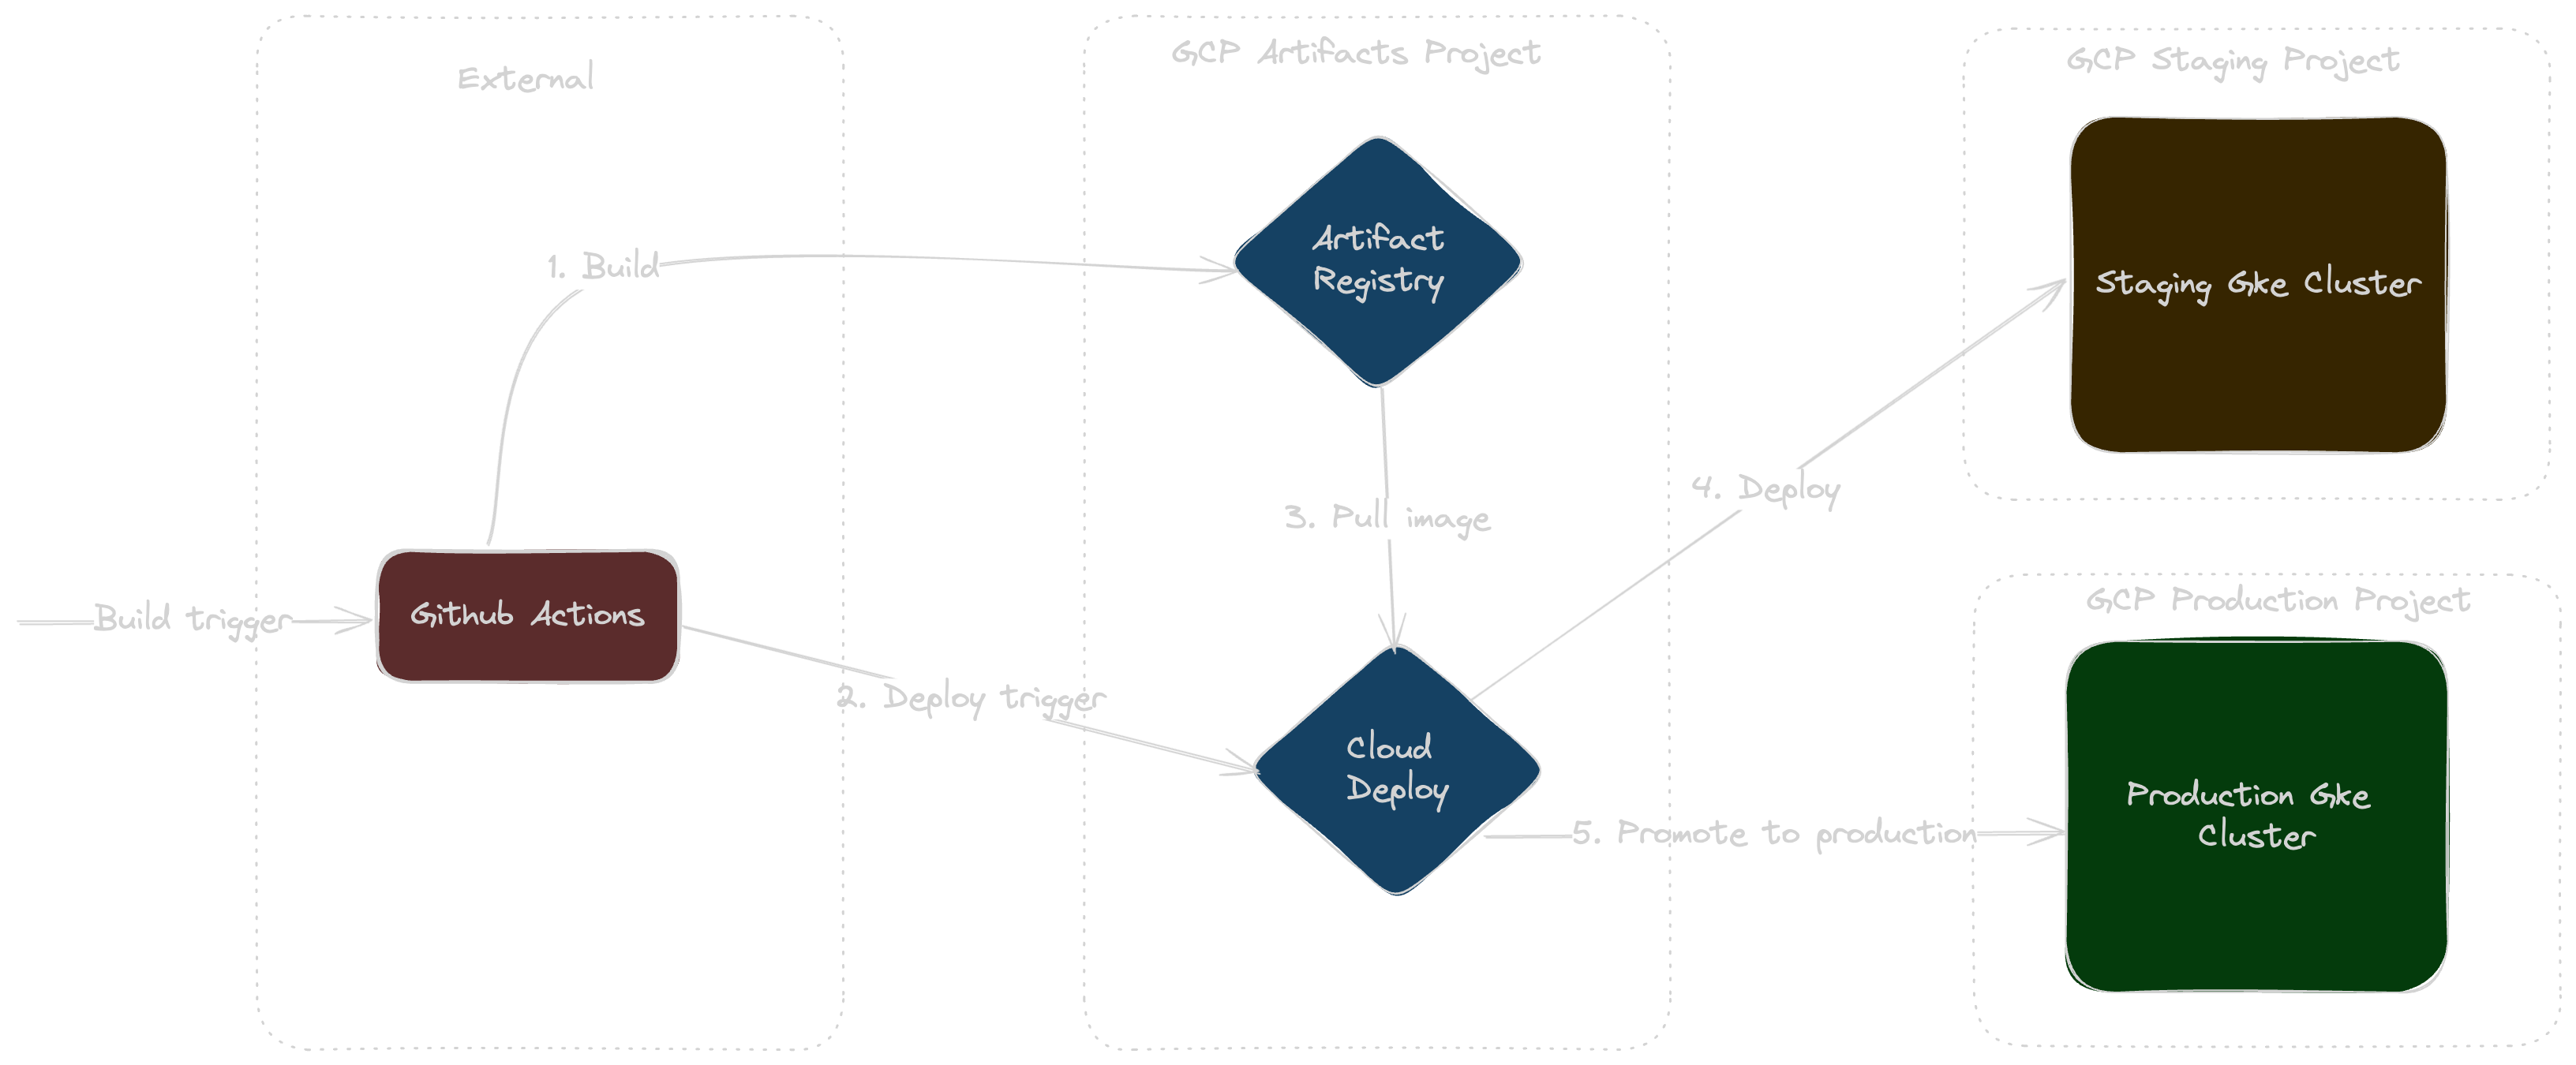 External
GCP Artifacts Project
GCP Staging Project
1. Build
Artifact
Registry
Staging Gke Cluster
4. Deploy
3. Pull image
Build trigger
Github Actions
2. Deploy trigger
Cloud
Deploy
5. Promote to production
GCP Production Project
Production Gke
Cluster